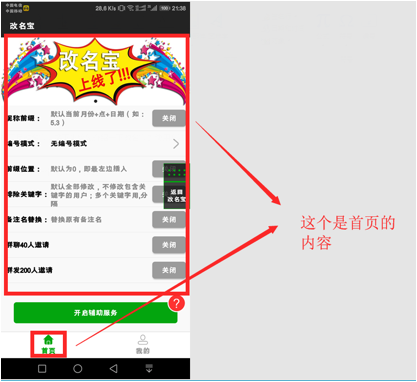 中国电信
中国移动
28.6 K/s
21:38
改名宝
改名宝
上线了!!!
昵称前缀：
默认当前月份+点+日期（如：
5.3）
关闭
编号模式：
无编号模式
前缀位置：
默认为0，即最左边插入
返回
改名宝
排除关键字：
默认全部修改，不修改包含关
键字的用户；多个关键字用,分
隔
备注名替换：
替换原有备注名
关闭
群聊40人邀请
关闭
群发200人邀请
关闭
开启辅助服务
?
首页
我的
这个是首页的
内容